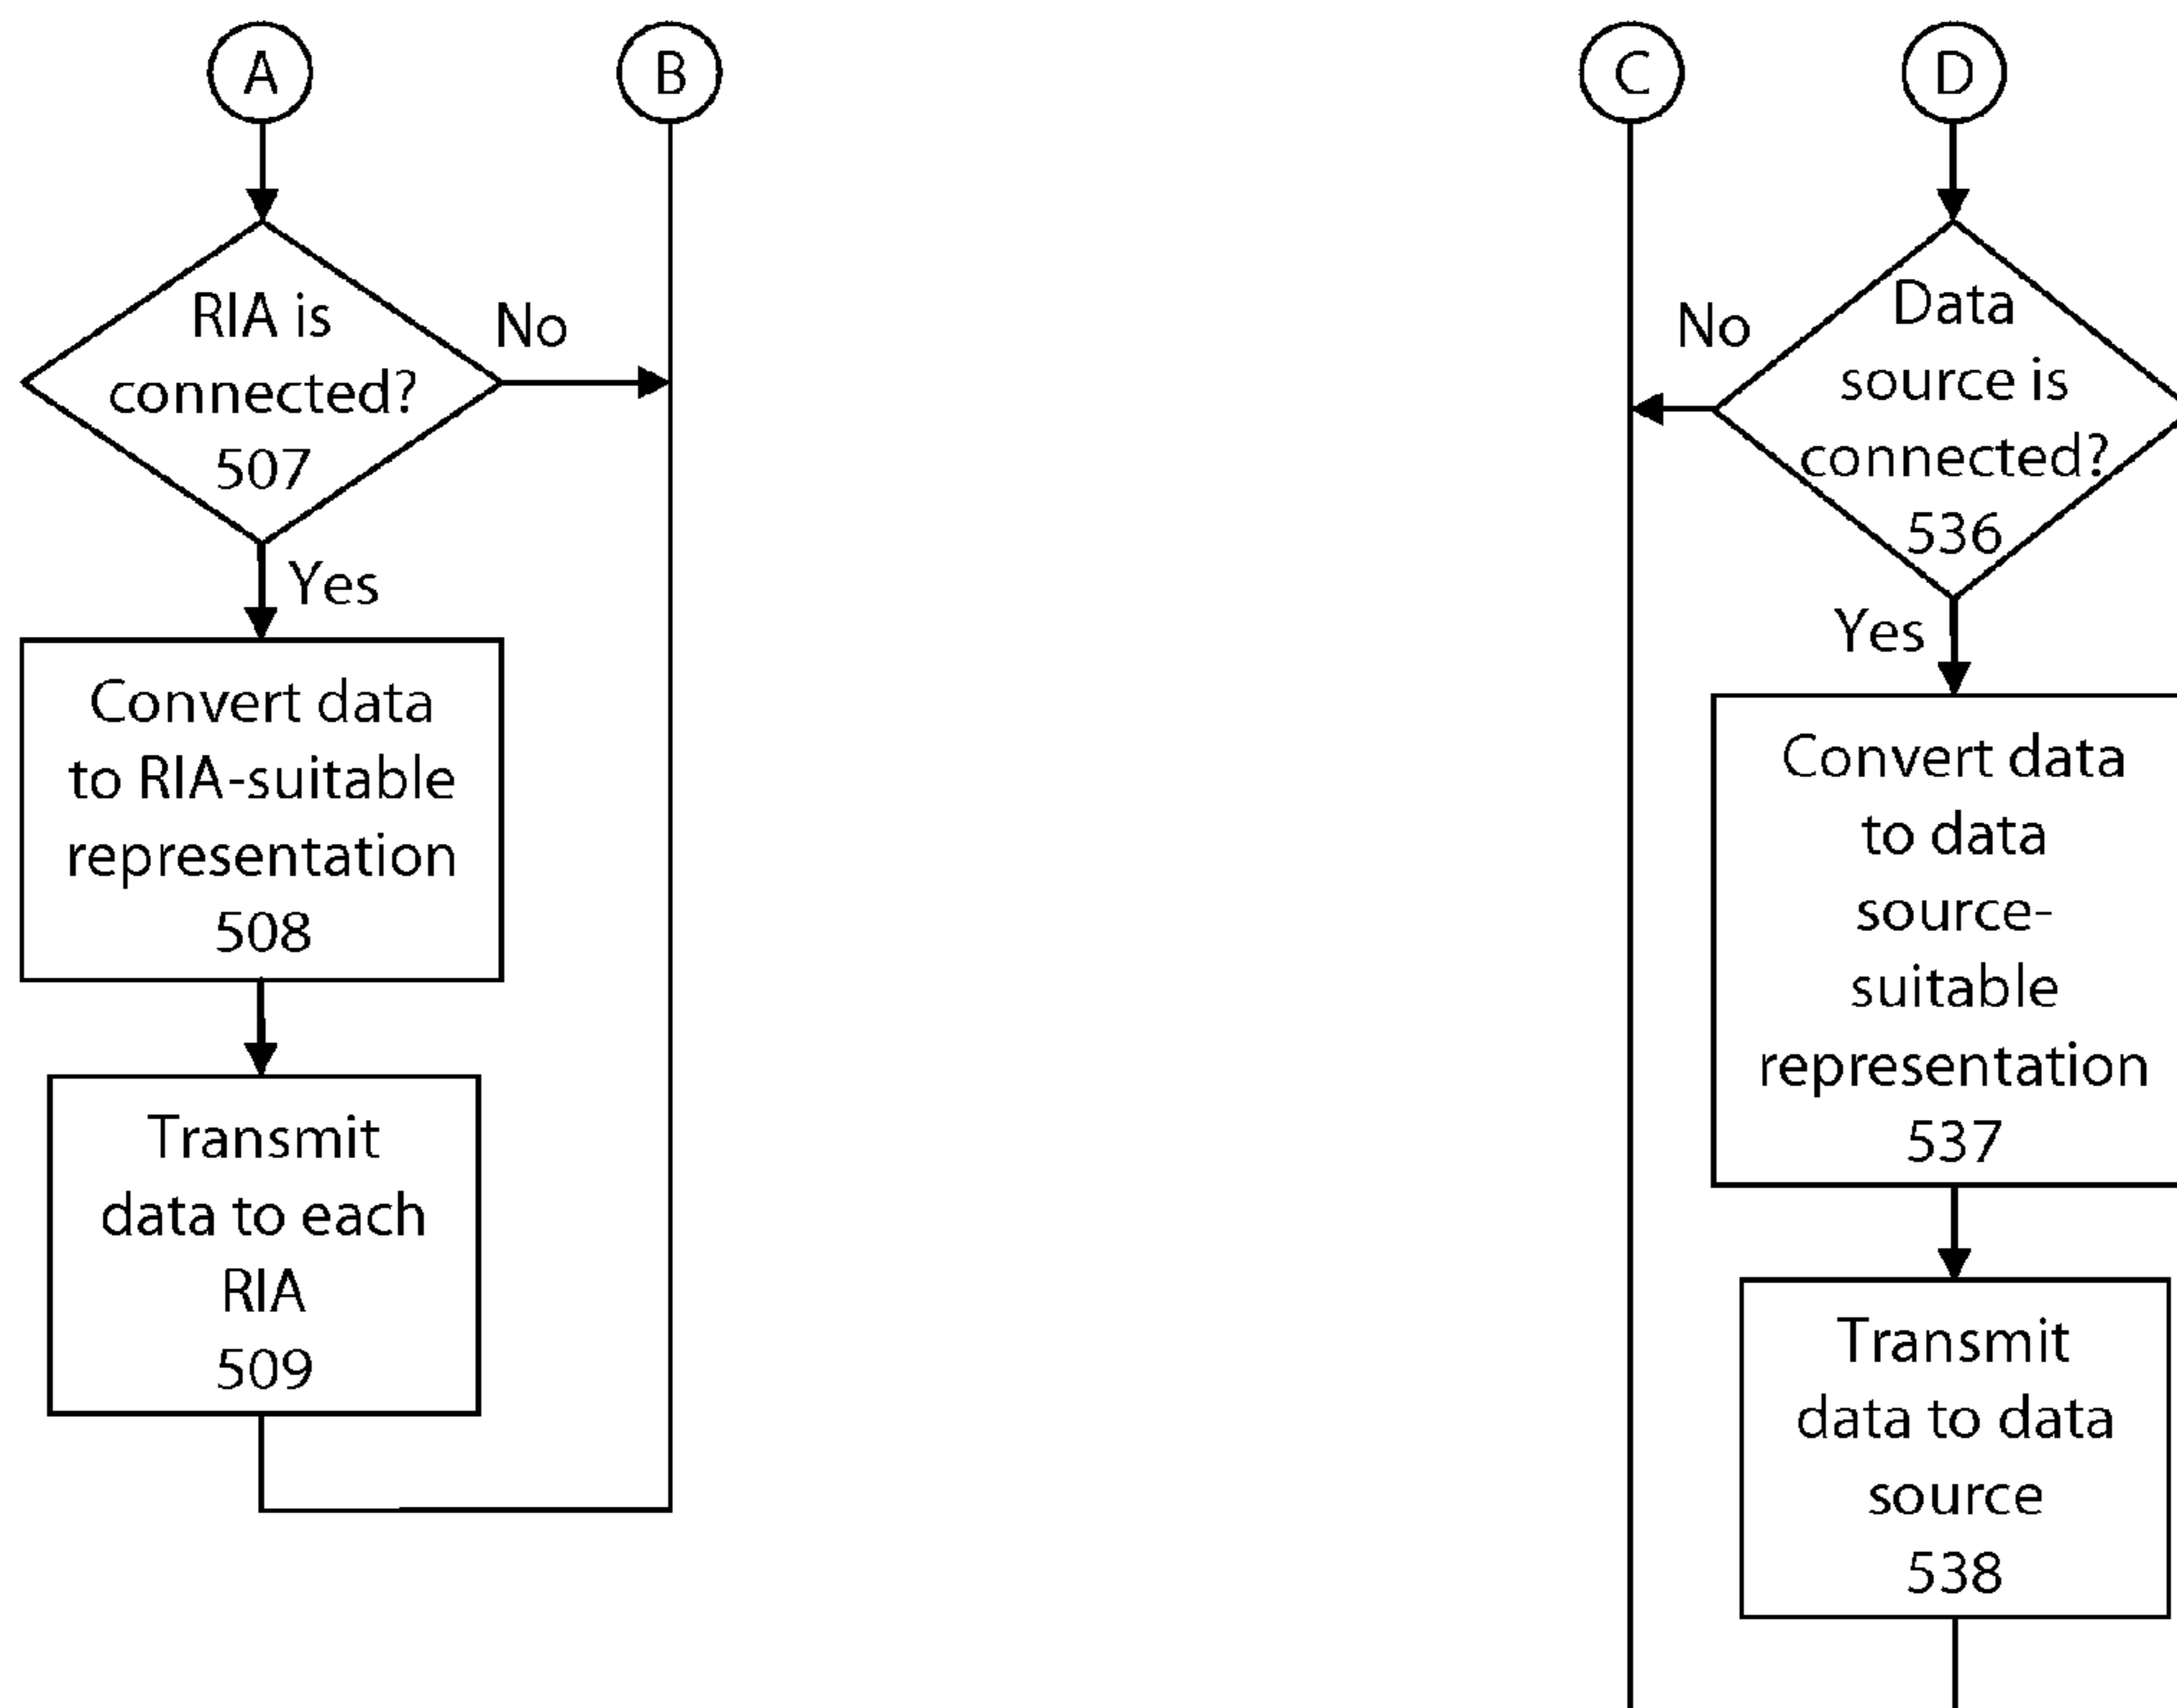 A
B
RIA is
connected?
507
No
Yes
Convert data
to RIA-suitable
representation
508
Transmit
data to each
RIA
509
C
D
Data
source is
connected?
536
No
Yes
Convert data
to data
source-
suitable
representation
537
Transmit
data to data
source
538